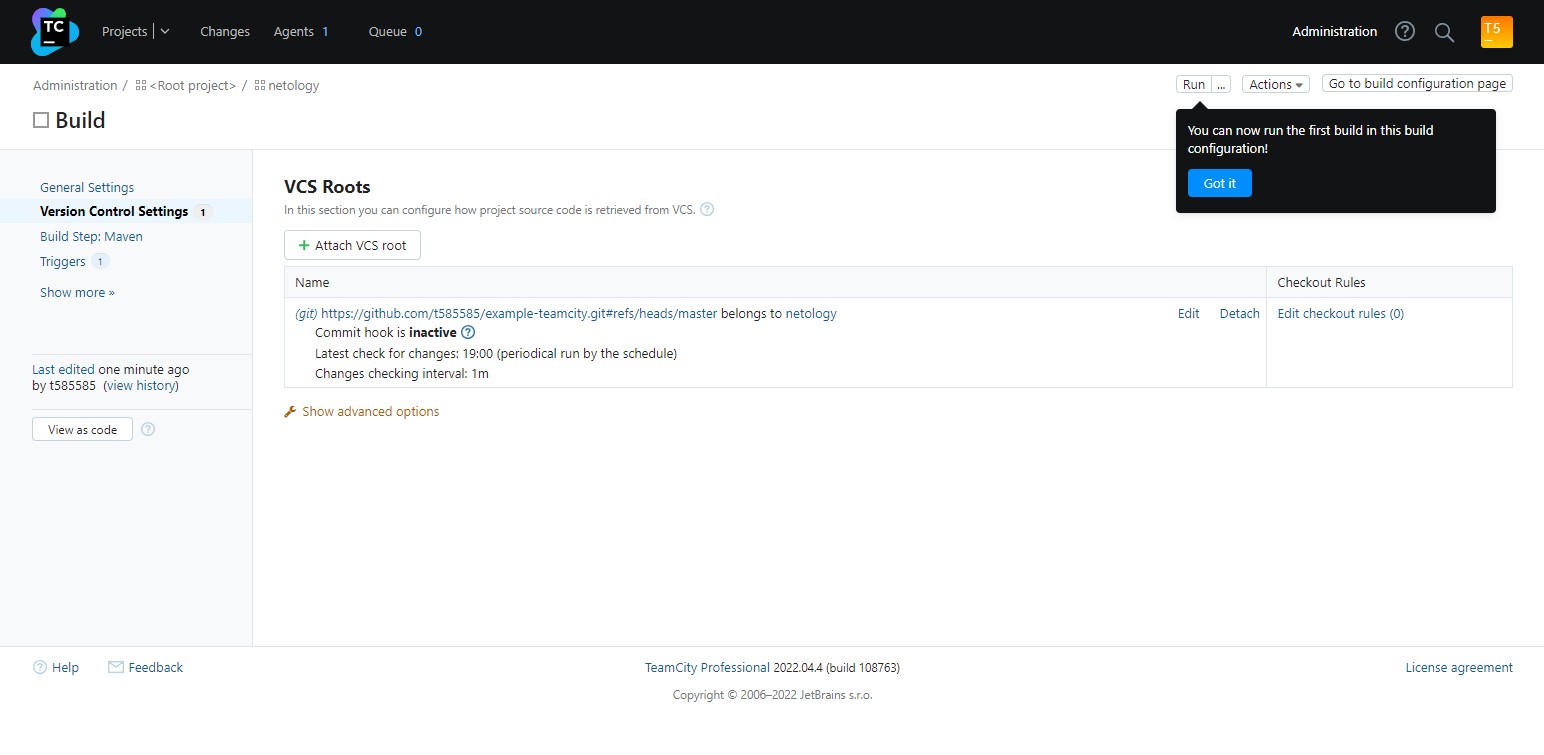 TC Projects Changes Agents 1 Queue 0 Administration T5
Administration / <Root project> / netology Run ... Actions Go to build configuration page
Build
You can now run the first build in this build
configuration!
Got it
General Settings
Version Control Settings 1
Build Step: Maven
Triggers 1
Show more »
Last edited one minute ago
by t585585 (view history)
View as code
VCS Roots
In this section you can configure how project source code is retrieved from VCS.
+ Attach VCS root
Name Checkout Rules
(git) https://github.com/t585585/example-teamcity.git#refs/heads/master belongs to netology Edit Detach Edit checkout rules (0)
Commit hook is inactive
Latest check for changes: 19:00 (periodical run by the schedule)
Changes checking interval: 1m
Show advanced options
Help Feedback TeamCity Professional 2022.04.4 (build 108763) License agreement
Copyright © 2006–2022 JetBrains s.r.o.